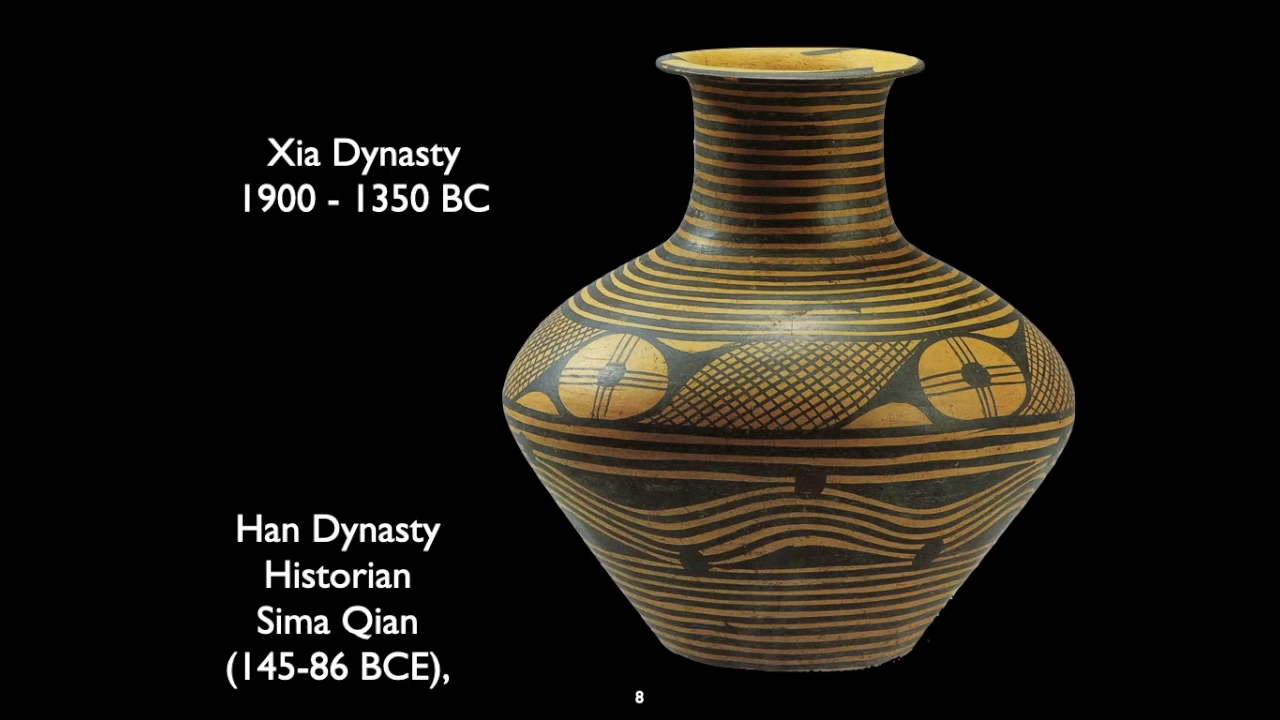 Xia Dynasty
1900 - 1350 BC
Han Dynasty
Historian
Sima Qian
(145-86 BCE),
8